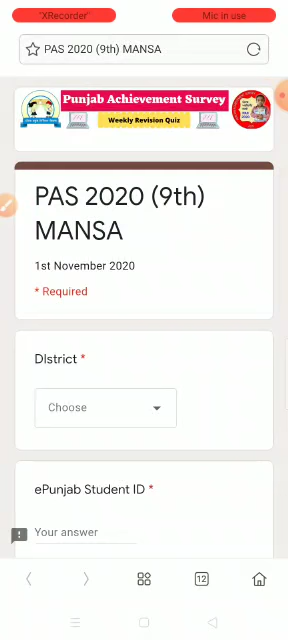 "XRecorder"
Mic in use
PAS 2020 (9th) MANSA
Punjab Achievement Survey
Weekly Revision Quiz
PAS 2020 (9th)
MANSA
1st November 2020
* Required
DIstrict *
Choose
ePunjab Student ID *
Your answer
12